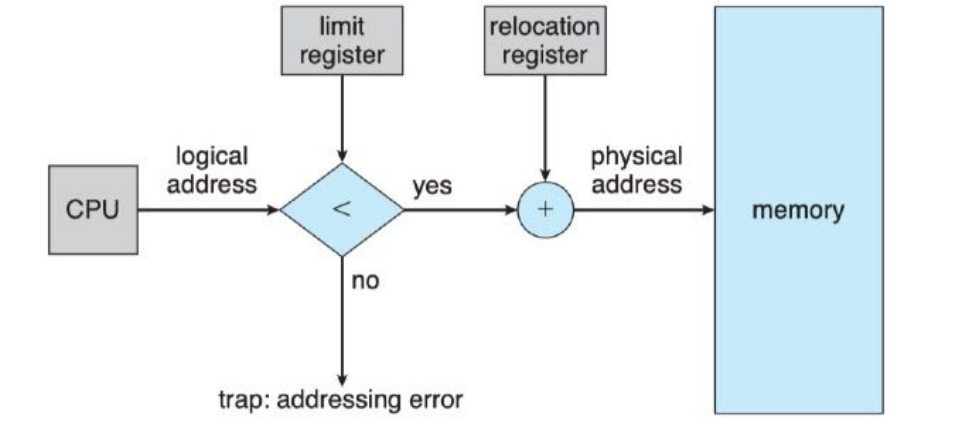 limit
register
relocation
register
logical
address
physical
address
CPU
<
yes
+
memory
no
trap: addressing error